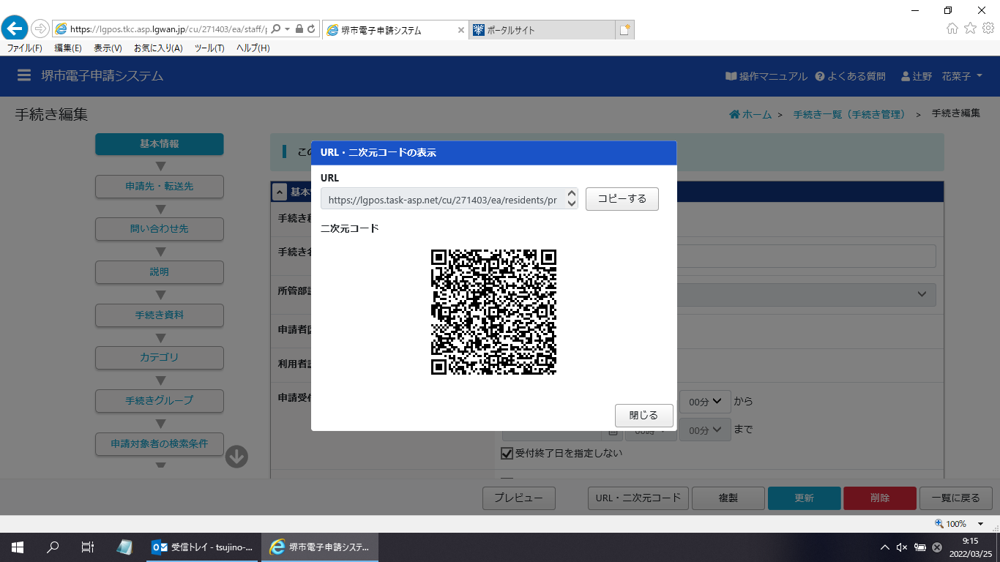 https://lgpos.tkc.asp.lgwan.jp/cu/271403/ea/staff/
堺市電子申請システム
ポータルサイト
ファイル(F) 編集(E) 表示(V) お気に入り(A) ツール(T) ヘルプ(H)
堺市電子申請システム
操作マニュアル よくある質問 辻野 花菜子
手続き編集
ホーム > 手続き一覧（手続き管理） > 手続き編集
基本情報
申請先・転送先
問い合わせ先
説明
手続き資料
カテゴリ
手続きグループ
申請対象者の検索条件
この
基本
手続き
手続き
所管部
申請者
利用者
申請受
URL・二次元コードの表示
URL
https://lgpos.task-asp.net/cu/271403/ea/residents/pr
コピーする
二次元コード
閉じる
00分 から
00時 00分 まで
受付終了日を指定しない
プレビュー URL・二次元コード 複製 更新 削除 一覧に戻る
100%
受信トレイ - tsujino-...
堺市電子申請システ...
9:15
2022/03/25